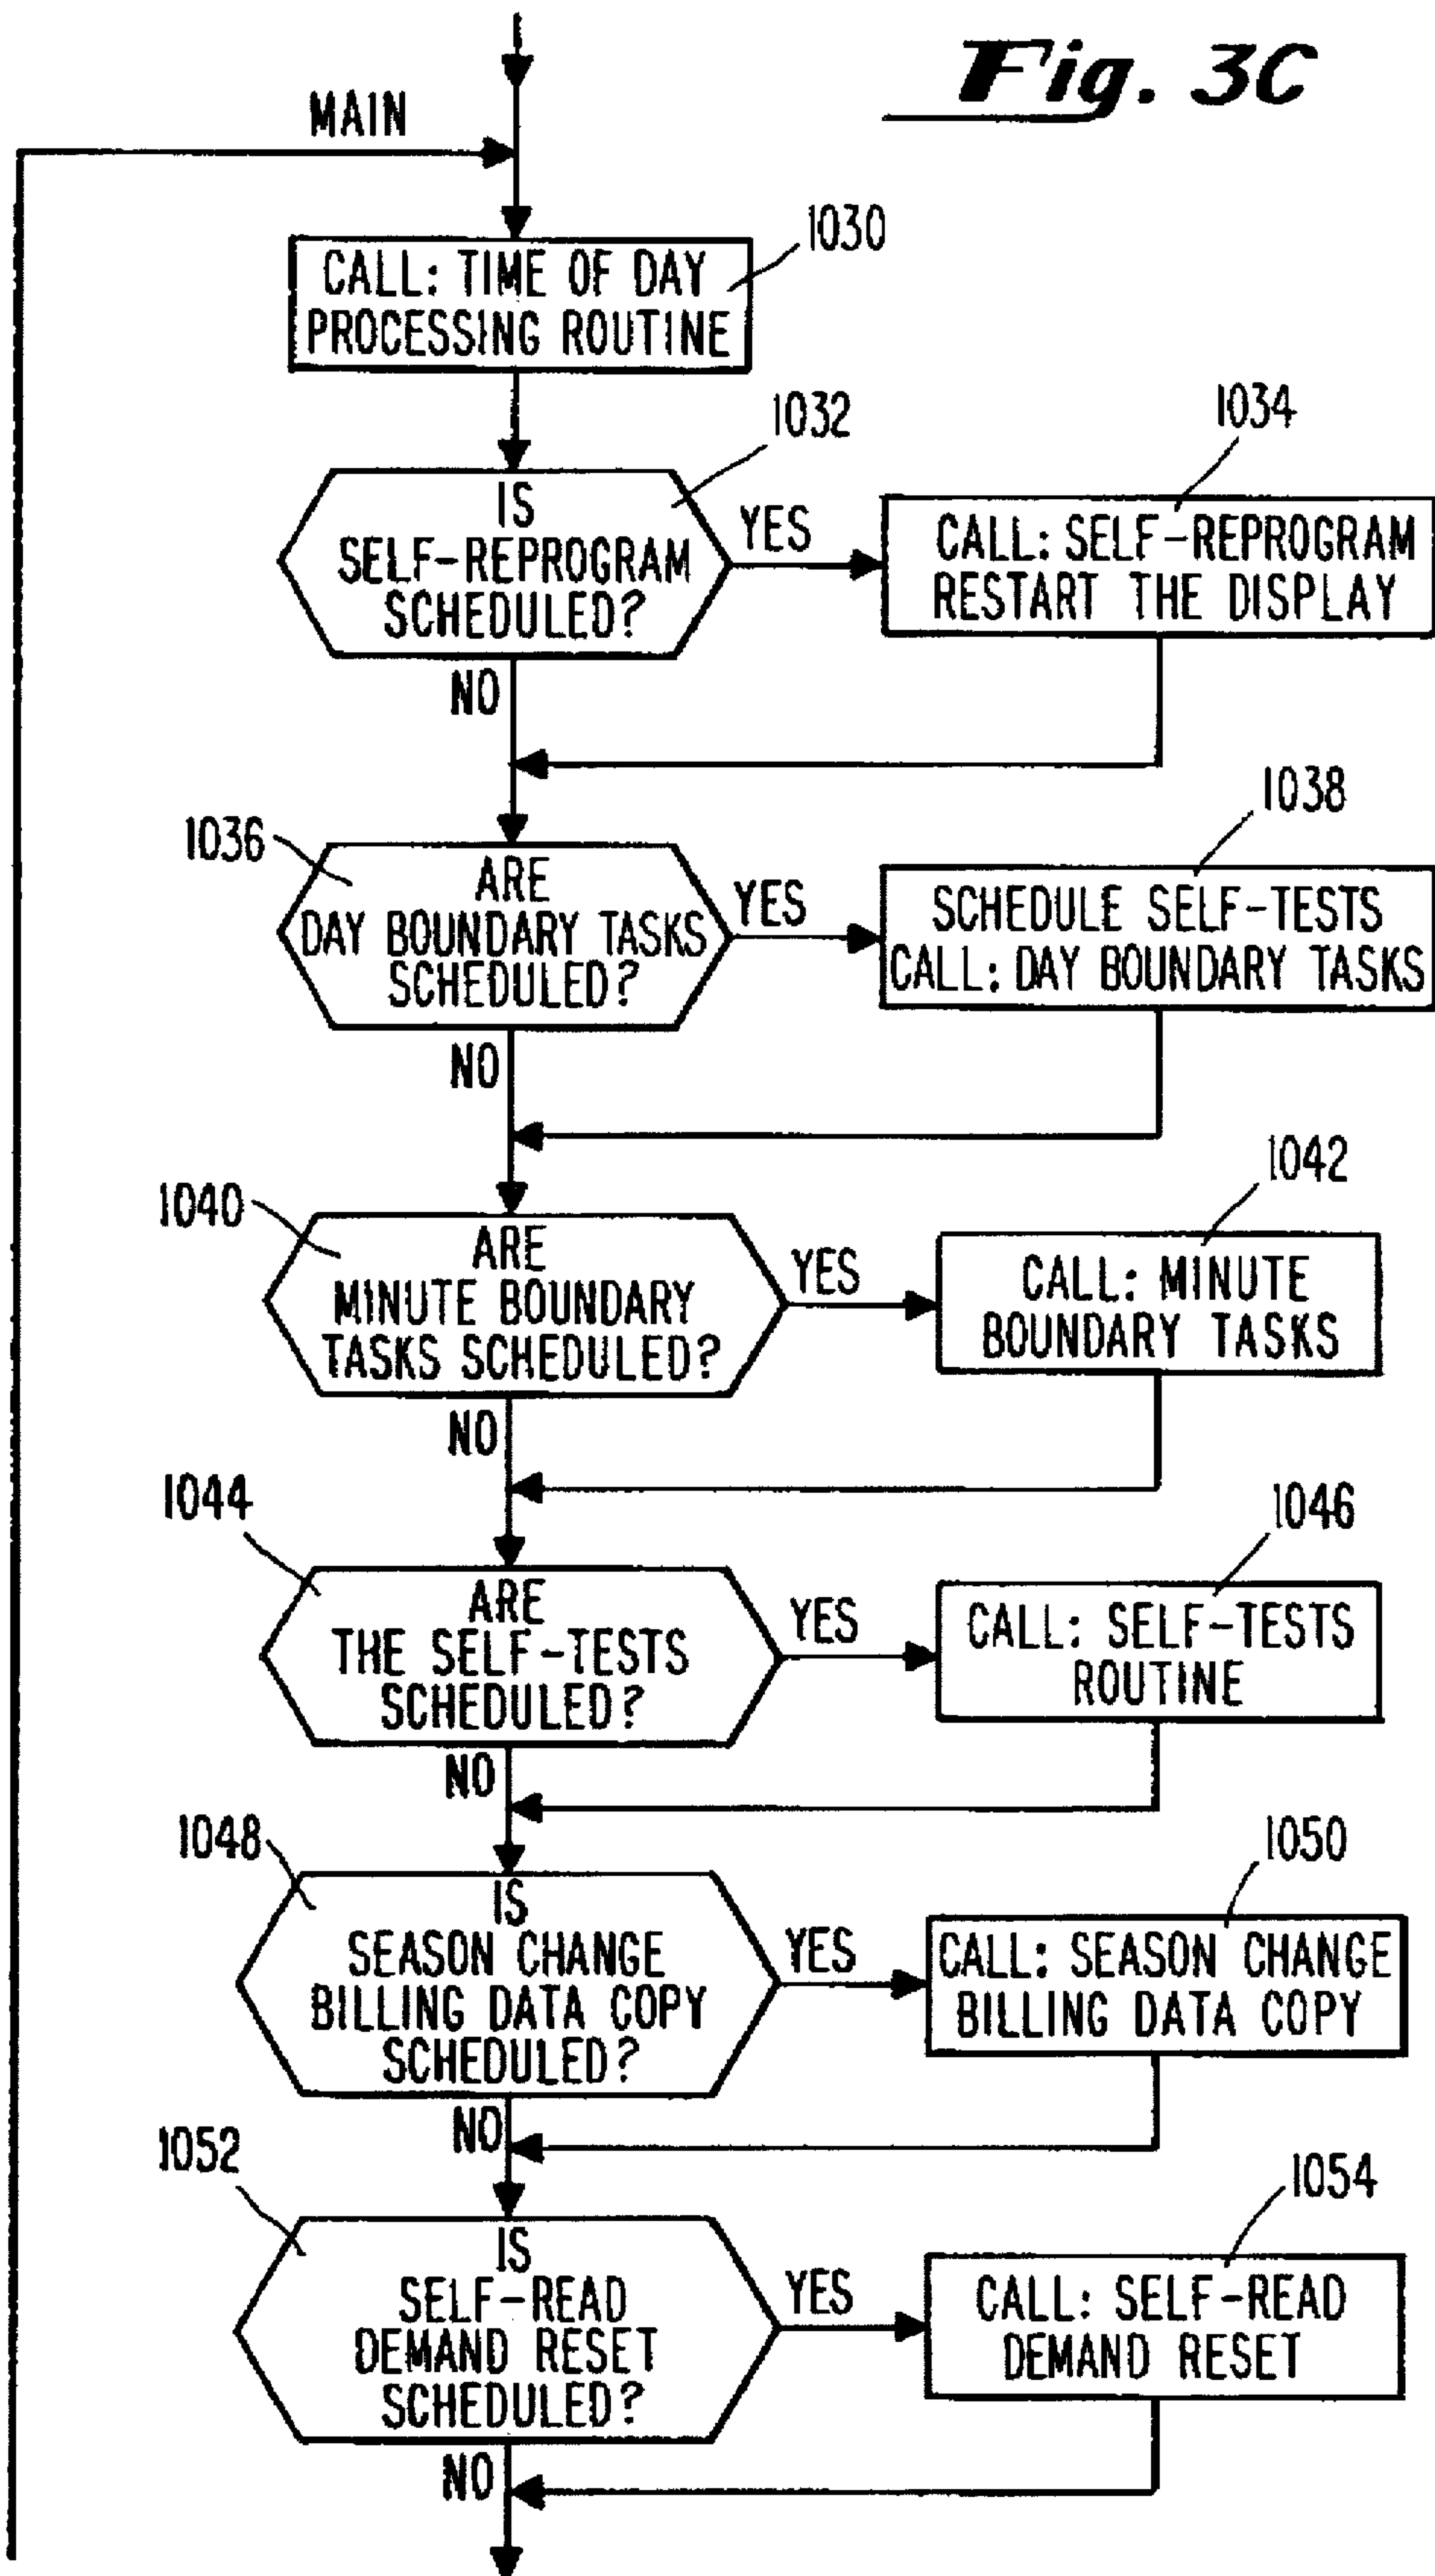 Fig. 3C
MAIN
1030
CALL: TIME OF DAY
PROCESSING ROUTINE
1032
IS
SELF-REPROGRAM
SCHEDULED?
YES
NO
1034
CALL: SELF-REPROGRAM
RESTART THE DISPLAY
1036
ARE
DAY BOUNDARY TASKS
SCHEDULED?
YES
NO
1038
SCHEDULE SELF-TESTS
CALL: DAY BOUNDARY TASKS
1040
ARE
MINUTE BOUNDARY
TASKS SCHEDULED?
YES
NO
1042
CALL: MINUTE
BOUNDARY TASKS
1044
ARE
THE SELF-TESTS
SCHEDULED?
YES
NO
1046
CALL: SELF-TESTS
ROUTINE
1048
IS
SEASON CHANGE
BILLING DATA COPY
SCHEDULED?
YES
NO
1050
CALL: SEASON CHANGE
BILLING DATA COPY
1052
IS
SELF-READ
DEMAND RESET
SCHEDULED?
YES
NO
1054
CALL: SELF-READ
DEMAND RESET